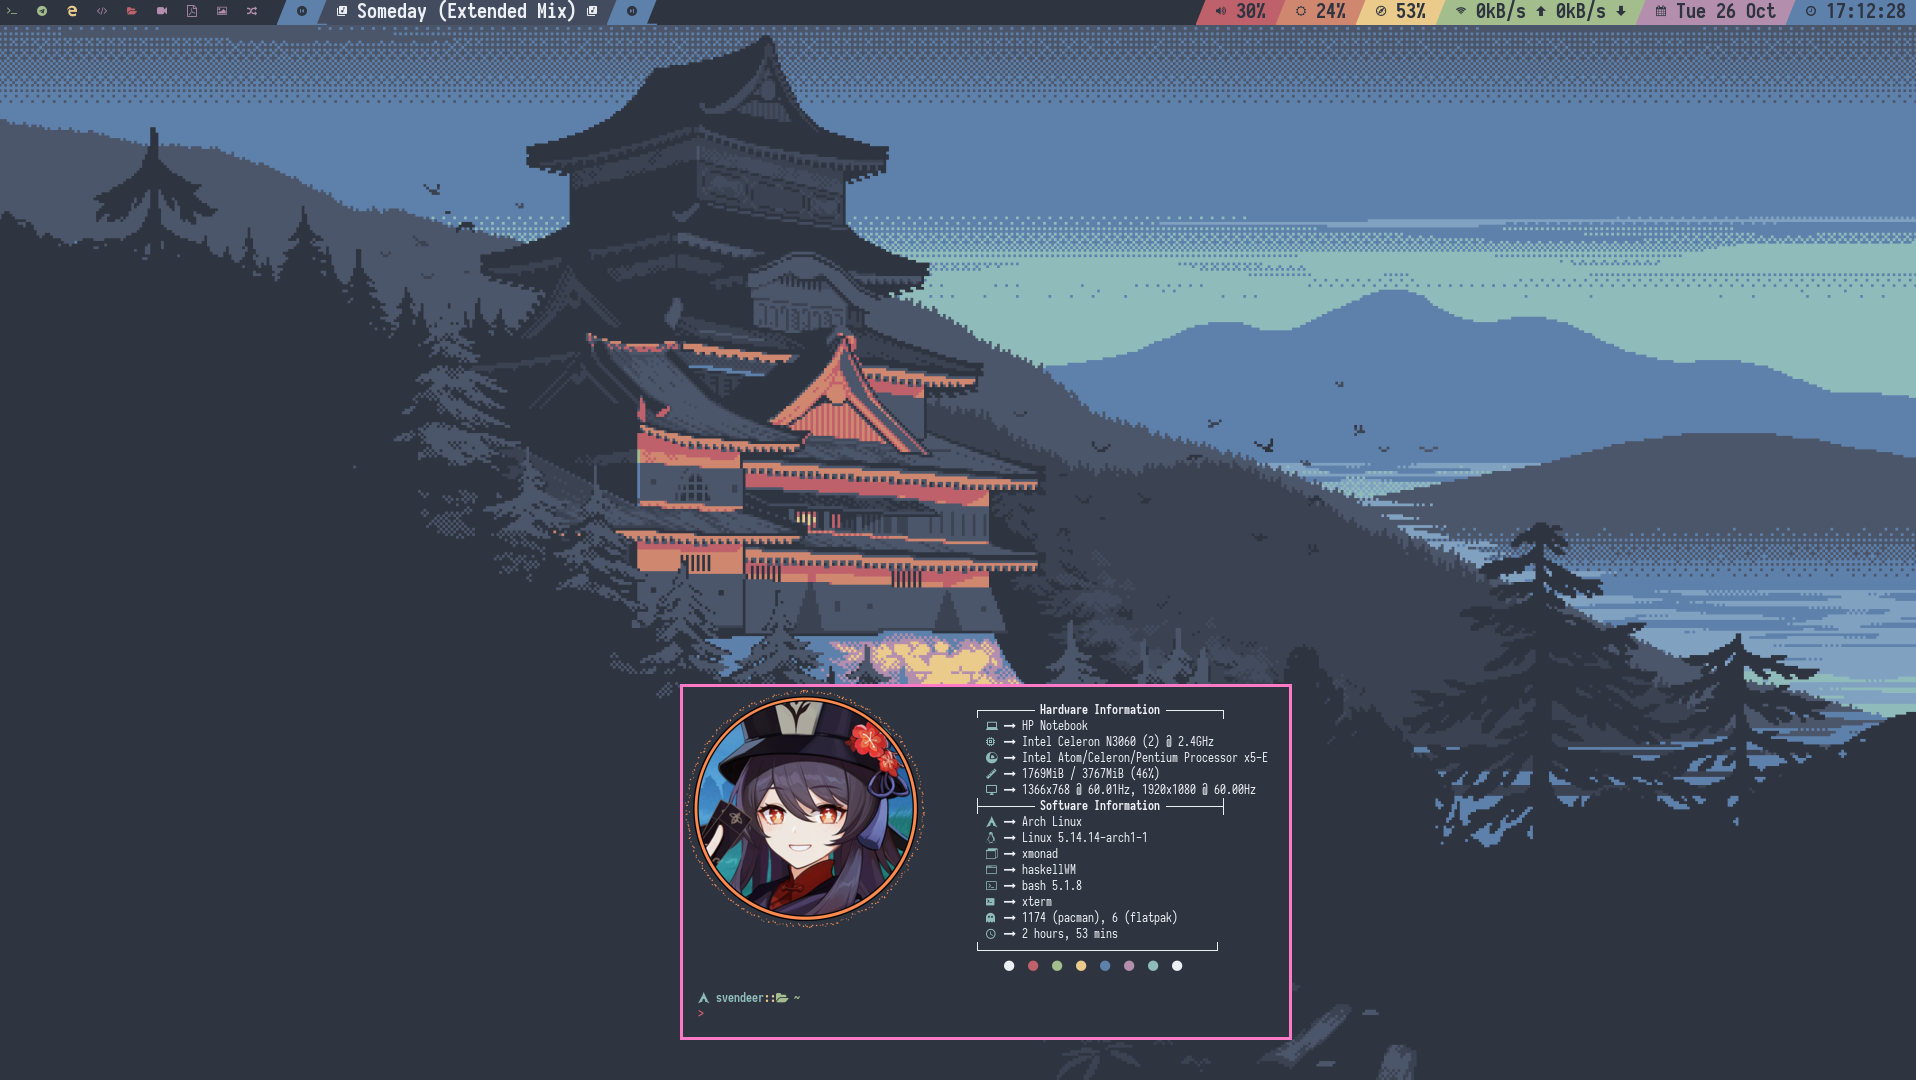 Someday (Extended Mix)
30% 24% 53% 0kB/s 0kB/s Tue 26 Oct 17:12:28
Hardware Information
HP Notebook
Intel Celeron N3060 (2) @ 2.4GHz
Intel Atom/Celeron/Pentium Processor x5-E
1769MiB / 3767MiB (46%)
1366x768 @ 60.01Hz, 1920x1080 @ 60.00Hz
Software Information
Arch Linux
Linux 5.14.14-arch1-1
xmonad
haskellWM
bash 5.1.8
xterm
1174 (pacman), 6 (flatpak)
2 hours, 53 mins
svendeer:: ~
>